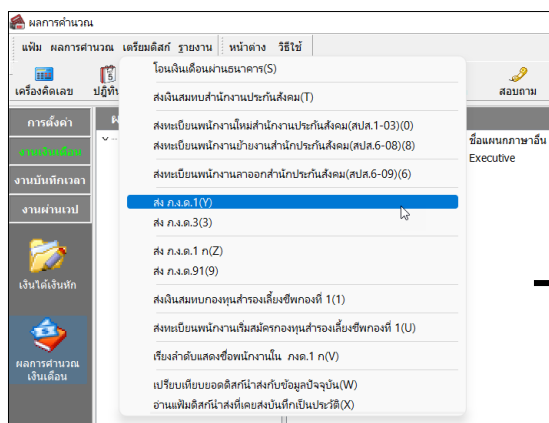 ผลการคำนวณ
แฟ้ม ผลการคำนวณ เตรียมดิสก์ รายงาน หน้าต่าง วิธีใช้
เครื่องคิดเลข
สอบถาม
การตั้งค่า
งานเงินเดือน
งานบันทึกเวลา
งานผ่านเวป
เงินได้เงินหัก
ผลการคำนวณ
เงินเดือน
โอนเงินเดือนผ่านธนาคาร(S)
ส่งเงินสมทบสำนักงานประกันสังคม(T)
ส่งทะเบียนพนักงานใหม่สำนักงานประกันสังคม(สปส.1-03)(0)
ส่งทะเบียนพนักงานย้ายงานสำนักประกันสังคม(สปส.6-08)(8)
ส่งทะเบียนพนักงานลาออกสำนักประกันสังคม(สปส.6-09)(6)
ส่ง ภ.ง.ด.1(Y)
ส่ง ภ.ง.ด.3(3)
ส่ง ภ.ง.ด.1 ก(Z)
ส่ง ภ.ง.ด.91(9)
ส่งเงินสมทบกองทุนสำรองเลี้ยงชีพกองที่ 1(1)
ส่งทะเบียนพนักงานเริ่มสมัครกองทุนสำรองเลี้ยงชีพกองที่ 1(U)
เรียงลำดับแสดงชื่อพนักงานใน ภงด.1 ก(V)
เปรียบเทียบยอดดิสก์นำส่งกับข้อมูลปัจจุบัน(W)
อ่านแฟ้มดิสก์นำส่งที่เคยส่งบันทึกเป็นประวัติ(X)
ชื่อแผนกภาษาอื่น
Executive